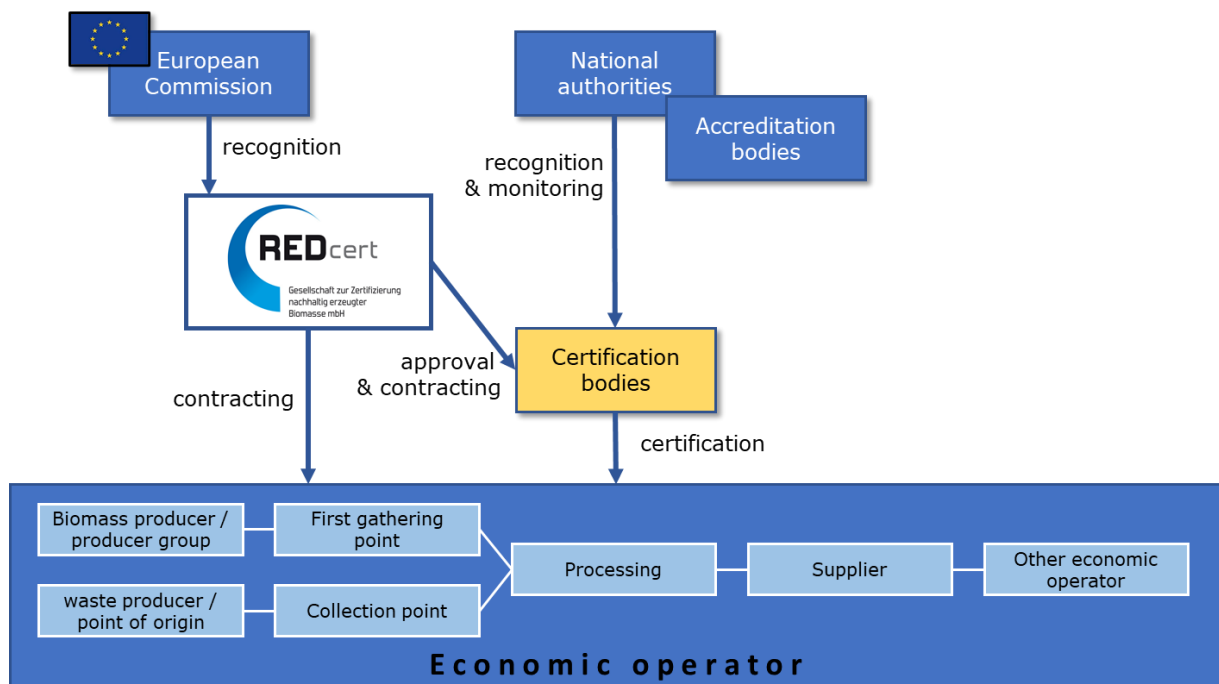 European
Commission
National
authorities
Accreditation
bodies
recognition
recognition
& monitoring
REDcert
Gesellschaft zur Zertifizierung
nachhaltig erzeugter
Biomasse mbH
approval
& contracting
Certification
bodies
contracting
certification
Biomass producer /
producer group
First gathering
point
Processing
Supplier
Other economic
operator
waste producer /
point of origin
Collection point
Economic operator